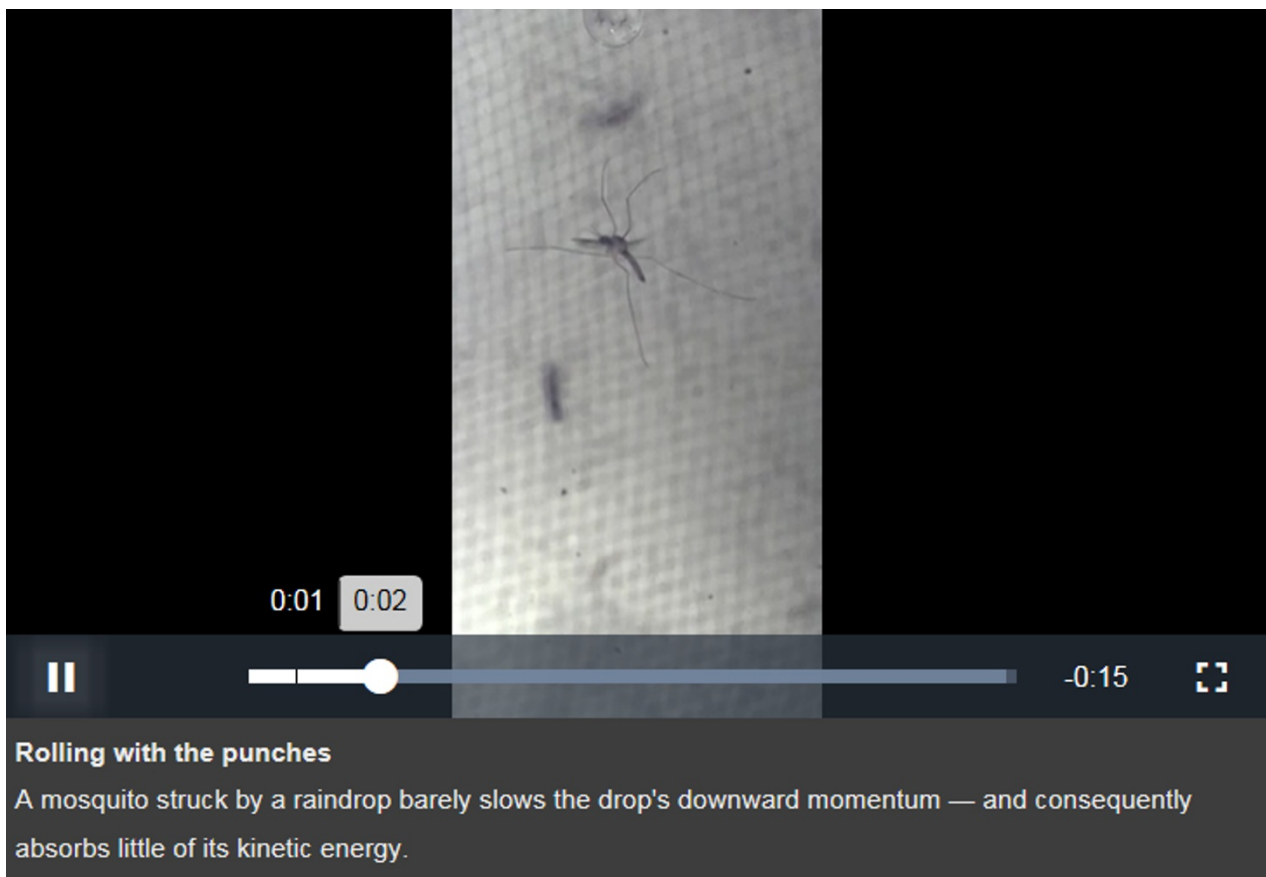 0:01 0:02
-0:15
Rolling with the punches
A mosquito struck by a raindrop barely slows the drop's downward momentum — and consequently
absorbs little of its kinetic energy.